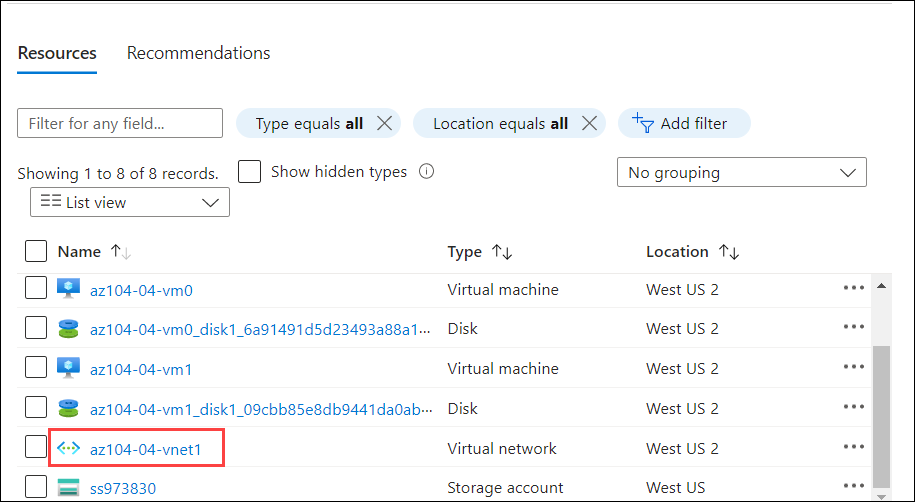 Resources Recommendations
Filter for any field... Type equals all Location equals all Add filter
Showing 1 to 8 of 8 records. Show hidden types No grouping
List view
Name Type Location
az104-04-vm0 Virtual machine West US 2
az104-04-vm0_disk1_6a91491d5d23493a88a1... Disk West US 2
az104-04-vm1 Virtual machine West US 2
az104-04-vm1_disk1_09cbb85e8db9441da0ab... Disk West US 2
az104-04-vnet1 Virtual network West US 2
ss973830 Storage account West US